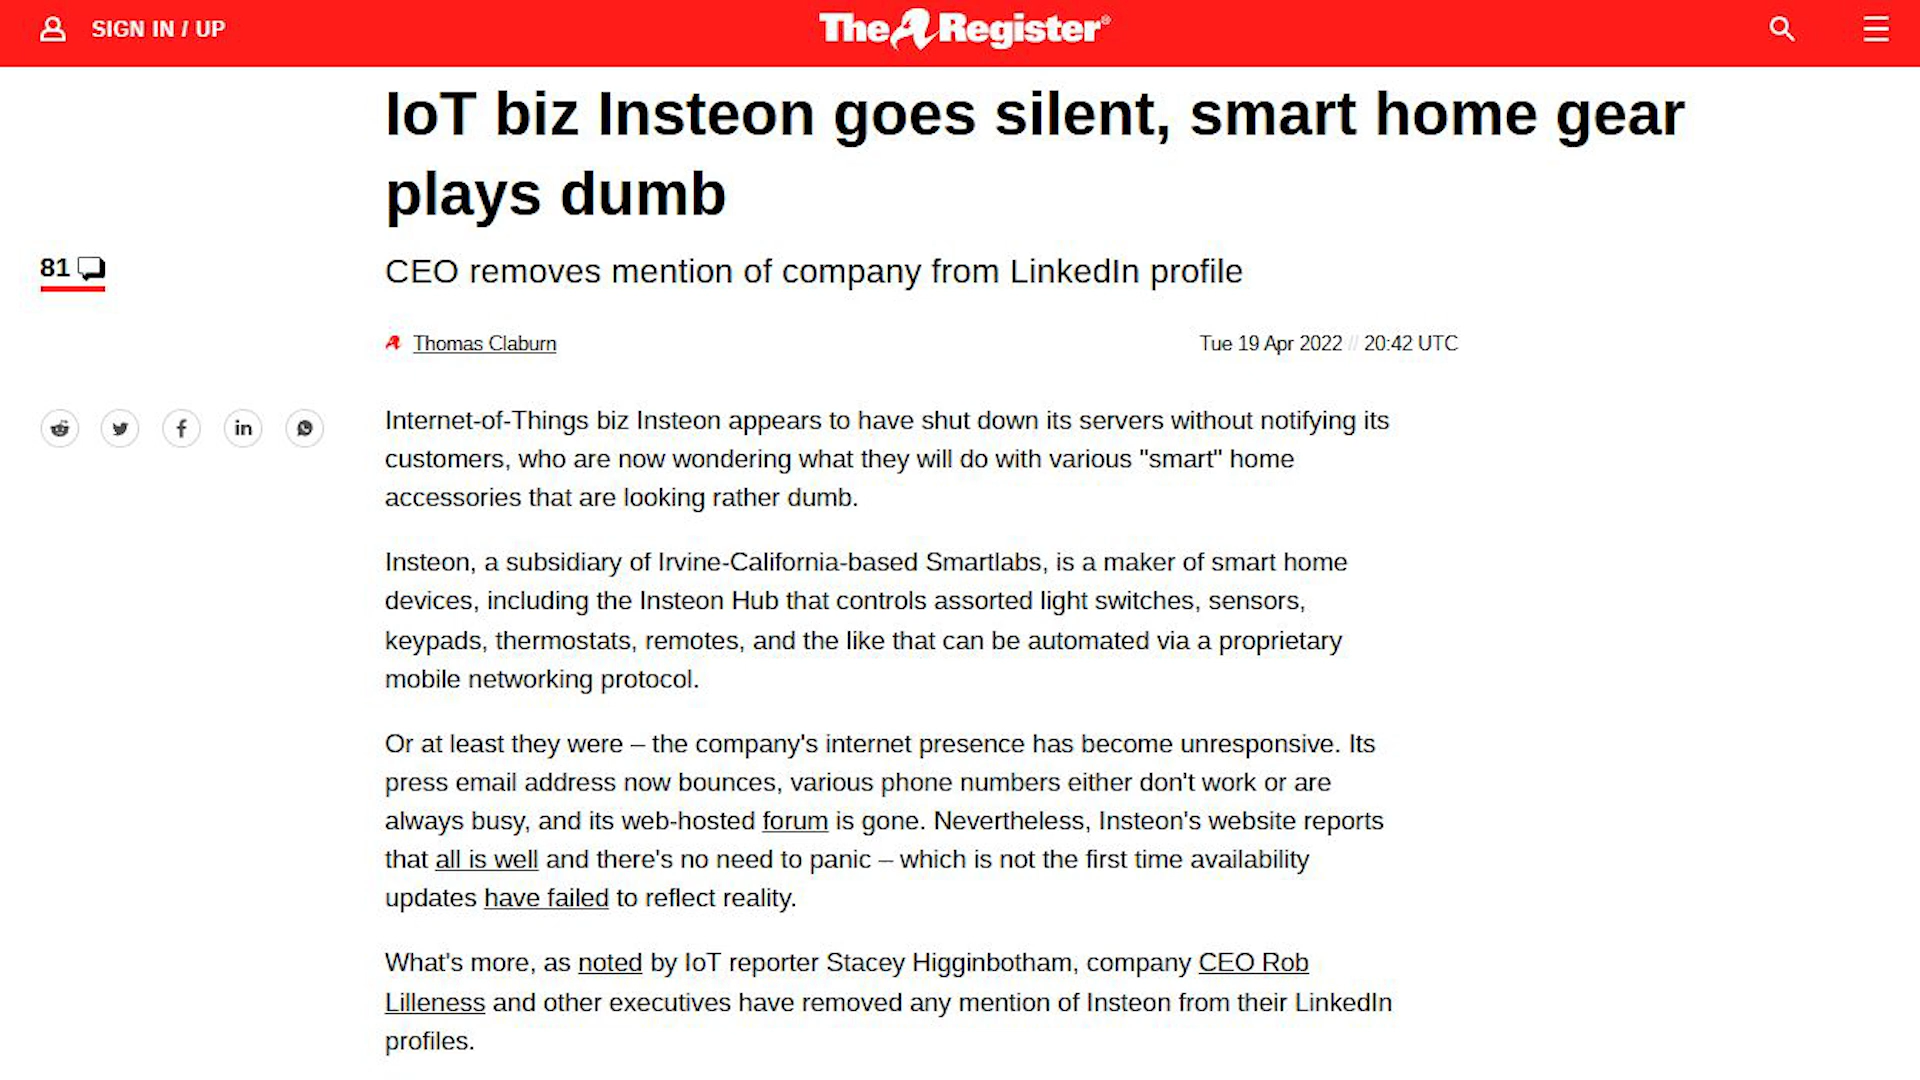 SIGN IN / UP
The Register®
IoT biz Insteon goes silent, smart home gear
plays dumb
81
CEO removes mention of company from LinkedIn profile
Thomas Claburn
Tue 19 Apr 2022 // 20:42 UTC
Internet-of-Things biz Insteon appears to have shut down its servers without notifying its
customers, who are now wondering what they will do with various "smart" home
accessories that are looking rather dumb.
Insteon, a subsidiary of Irvine-California-based Smartlabs, is a maker of smart home
devices, including the Insteon Hub that controls assorted light switches, sensors,
keypads, thermostats, remotes, and the like that can be automated via a proprietary
mobile networking protocol.
Or at least they were – the company's internet presence has become unresponsive. Its
press email address now bounces, various phone numbers either don't work or are
always busy, and its web-hosted forum is gone. Nevertheless, Insteon's website reports
that all is well and there's no need to panic – which is not the first time availability
updates have failed to reflect reality.
What's more, as noted by IoT reporter Stacey Higginbotham, company CEO Rob
Lilleness and other executives have removed any mention of Insteon from their LinkedIn
profiles.